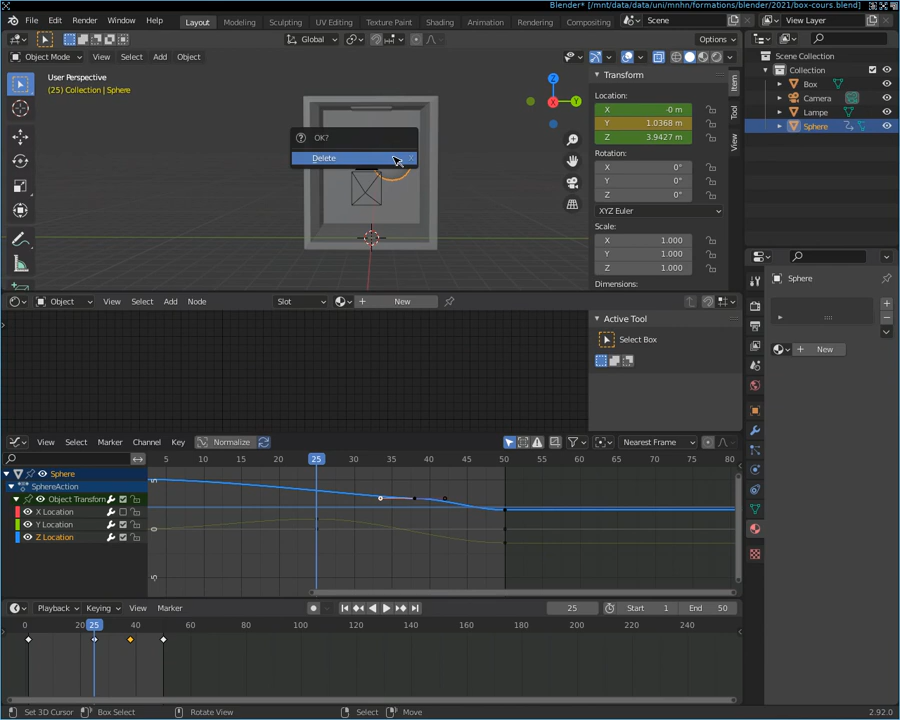 Blender* [/mnt/data/data/uni/mnhn/formations/blender/2021/box-cours.blend]
File Edit Render Window Help Layout Modeling Sculpting UV Editing Texture Paint Shading Animation Rendering Compositing Scene View Layer
Global Options
Object Mode View Select Add Object
User Perspective
(25) Collection | Sphere
Z
X Y
OK?
Delete X
Transform
Location:
X -0 m
Y 1.0368 m
Z 3.9427 m
Rotation:
X 0°
Y 0°
Z 0°
XYZ Euler
Scale:
X 1.000
Y 1.000
Z 1.000
Dimensions:
Item
Tool
View
Scene Collection
Collection
Box
Camera
Lampe
Sphere
Object View Select Add Node Slot New
Active Tool
Select Box
Sphere
New
View Select Marker Channel Key Normalize Nearest Frame
5 10 15 20 25 30 35 40 45 50 55 60 65 70 75 80
Sphere
SphereAction
Object Transform
X Location
Y Location
Z Location
5
0
-5
Playback Keying View Marker 25 Start 1 End 50
0 20 25 40 60 80 100 120 140 160 180 200 220 240
Set 3D Cursor Box Select Rotate View Select Move 2.92.0